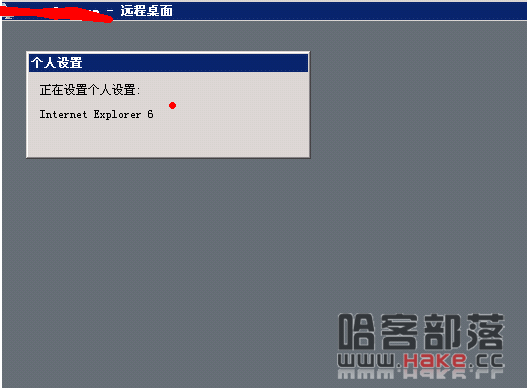 - 远程桌面
个人设置
正在设置个人设置:
Internet Explorer 6
哈客部落
www.Hake.cc